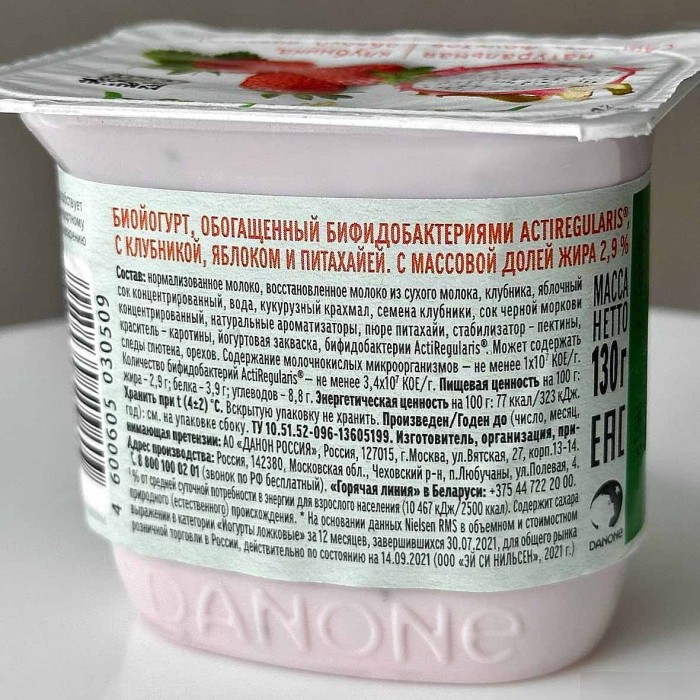 натуральная
клубника
БИОЙОГУРТ, ОБОГАЩЕННЫЙ БИФИДОБАКТЕРИЯМИ ACTIREGULARIS®,
С КЛУБНИКОЙ, ЯБЛОКОМ И ПИТАХАЙЕЙ. С МАССОВОЙ ДОЛЕЙ ЖИРА 2,9 %
Состав: нормализованное молоко, восстановленное молоко из сухого молока, клубника, яблочный
сок концентрированный, вода, кукурузный крахмал, семена клубники, сок черной моркови
концентрированный, натуральные ароматизаторы, пюре питахайи, стабилизатор – пектины,
краситель – каротины, йогуртовая закваска, бифидобактерии ActiRegularis®. Может содержать
следы глютена, орехов. Содержание молочнокислых микроорганизмов — не менее 1х10⁷ КОЕ/г.
Количество бифидобактерий ActiRegularis® — не менее 3,4х10⁷ КОЕ/г. Пищевая ценность на 100 г:
жира – 2,9 г; белка – 3,9 г; углеводов – 8,8 г. Энергетическая ценность на 100 г: 77 ккал/323 кДж.
Хранить при t (4±2) °С. Вскрытую упаковку не хранить. Произведен/Годен до (число, месяц,
год): см. на упаковке сбоку. ТУ 10.51.52-096-13605199. Изготовитель, организация, при-
нимающая претензии: АО «ДАНОН РОССИЯ», Россия, 127015, г.Москва, ул.Вятская, 27, корп.13-14.
Адрес производства: Россия, 142380, Московская обл., Чеховский р-н, п.Любучаны, ул.Полевая, 4.
8 800 100 02 01 (звонок по РФ бесплатный). «Горячая линия» в Беларуси: +375 44 722 20 00.
% от средней суточной потребности в энергии для взрослого населения (10 467 кДж/2500 ккал). Содержит сахара
природного (естественного) происхождения. * На основании данных Nielsen RMS в объемном и стоимостном
выражении в категории «Йогурты ложковые» за 12 месяцев, завершившихся 30.07.2021, для общего рынка
розничной торговли в России, действительно по состоянию на 14.09.2021 (ООО «ЭЙ СИ НИЛЬСЕН», 2021 г.)
МАССА
НЕТТО
130 г
EAC
DANONE
4 600605 030509
DANONE